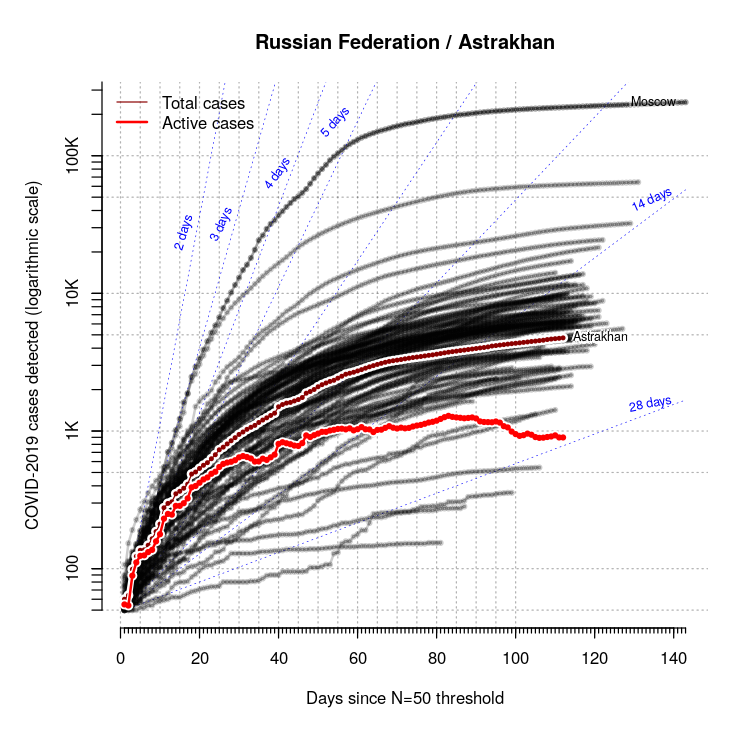 Russian Federation / Astrakhan
Total cases
Active cases
Moscow
Astrakhan
2 days
3 days
4 days
5 days
14 days
28 days
COVID-2019 cases detected (logarithmic scale)
100K
10K
1K
100
0 20 40 60 80 100 120 140
Days since N=50 threshold